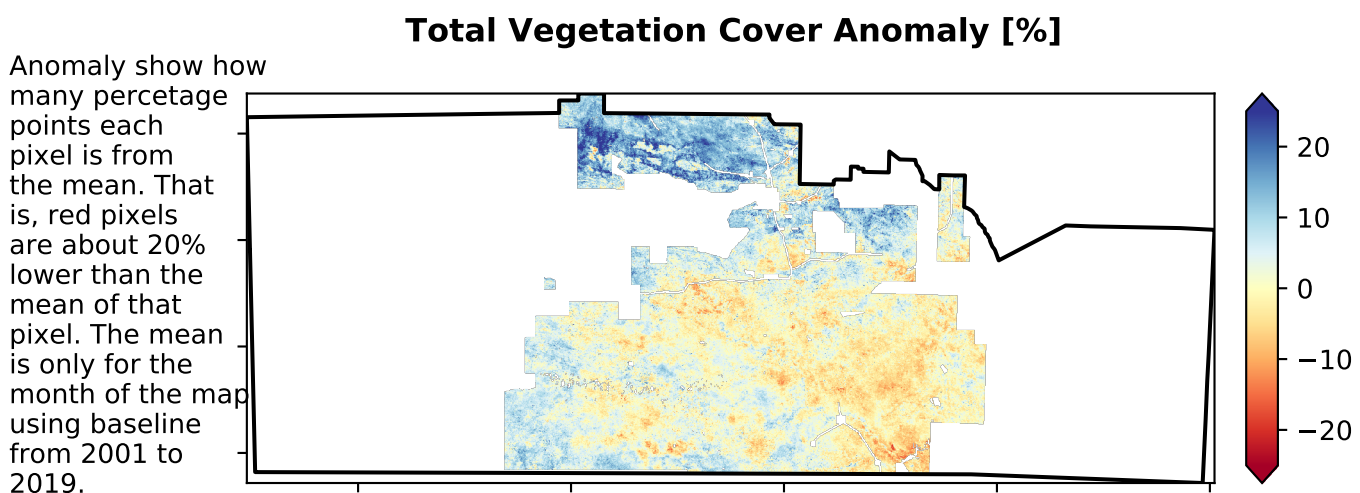 Total Vegetation Cover Anomaly [%]
Anomaly show how
many percetage
points each
pixel is from
the mean. That
is, red pixels
are about 20%
lower than the
mean of that
pixel. The mean
is only for the
month of the map
using baseline
from 2001 to
2019.
20
10
0
−10
−20